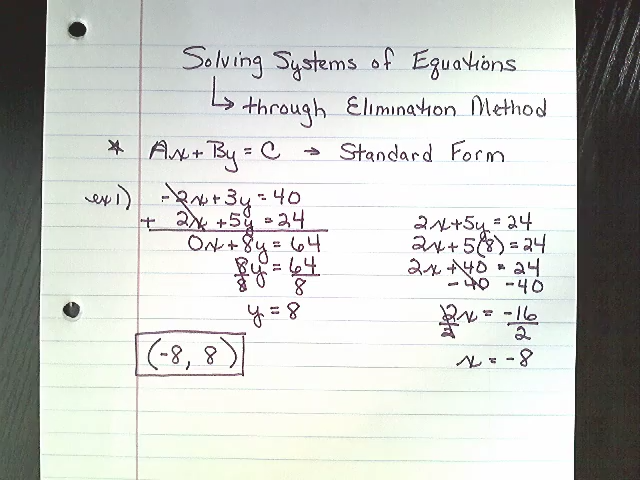 Solving Systems of Equations
↳ through Elimination Method
* Ax + By = C → Standard Form
ex 1)
-2x + 3y = 40
+ 2x + 5y = 24
0x + 8y = 64
8y = 64
8 8
y = 8
(-8, 8)
2x + 5y = 24
2x + 5(8) = 24
2x + 40 = 24
-40 -40
2x = -16
2 2
x = -8